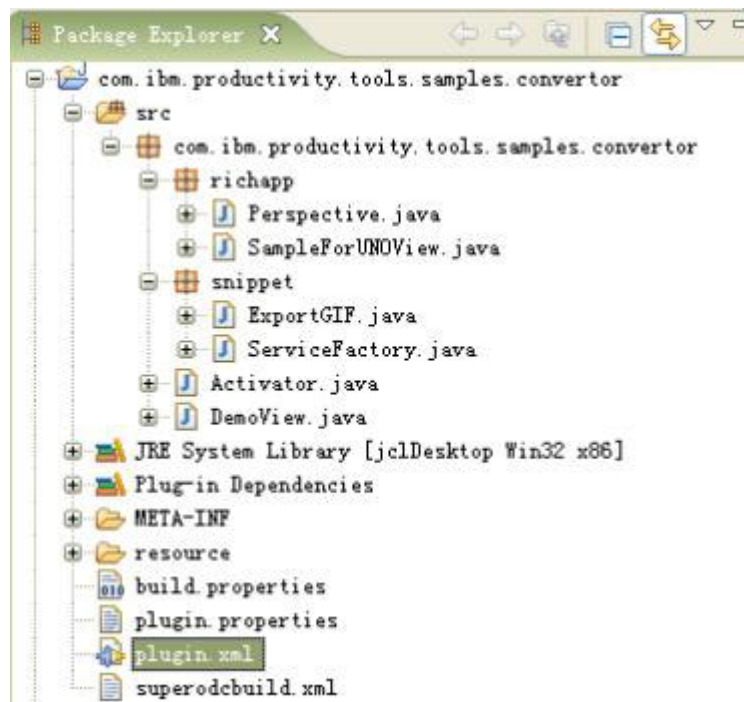 Package Explorer
com.ibm.productivity.tools.samples.convertor
src
com.ibm.productivity.tools.samples.convertor
richapp
Perspective.java
SampleForUNOView.java
snippet
ExportGIF.java
ServiceFactory.java
Activator.java
DemoView.java
JRE System Library [jclDesktop Win32 x86]
Plug-in Dependencies
META-INF
resource
build.properties
plugin.properties
plugin.xml
superodcbuild.xml